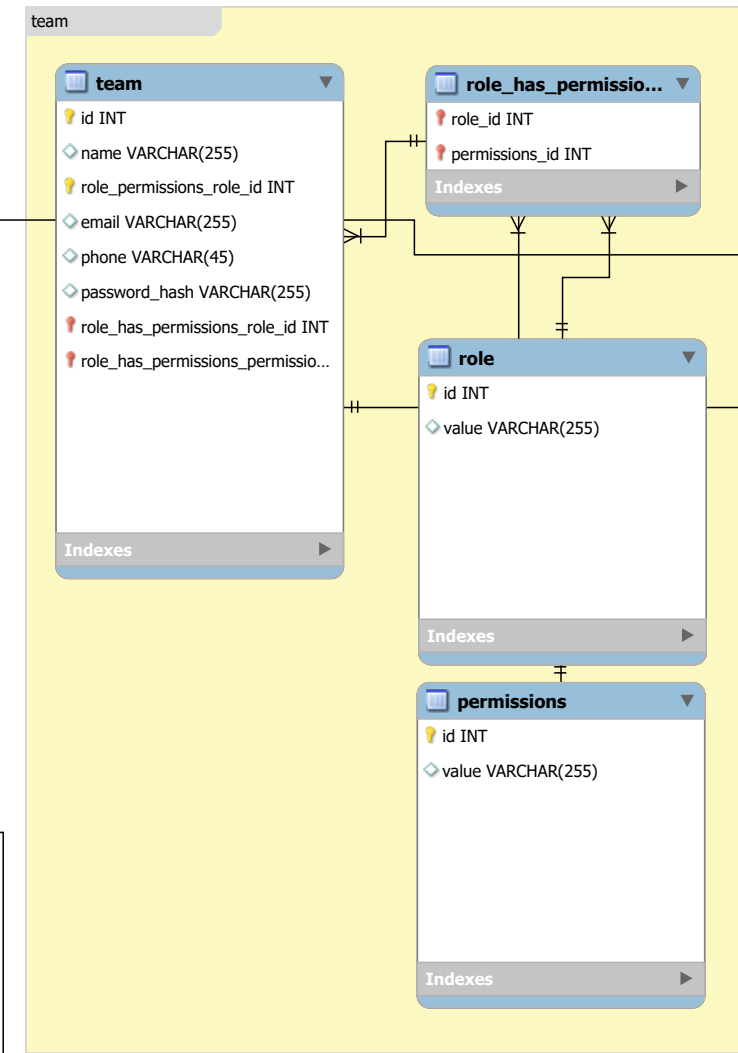 team
team
id INT
name VARCHAR(255)
role_permissions_role_id INT
email VARCHAR(255)
phone VARCHAR(45)
password_hash VARCHAR(255)
role_has_permissions_role_id INT
role_has_permissions_permissio...
Indexes
role_has_permissio...
role_id INT
permissions_id INT
Indexes
role
id INT
value VARCHAR(255)
Indexes
permissions
id INT
value VARCHAR(255)
Indexes